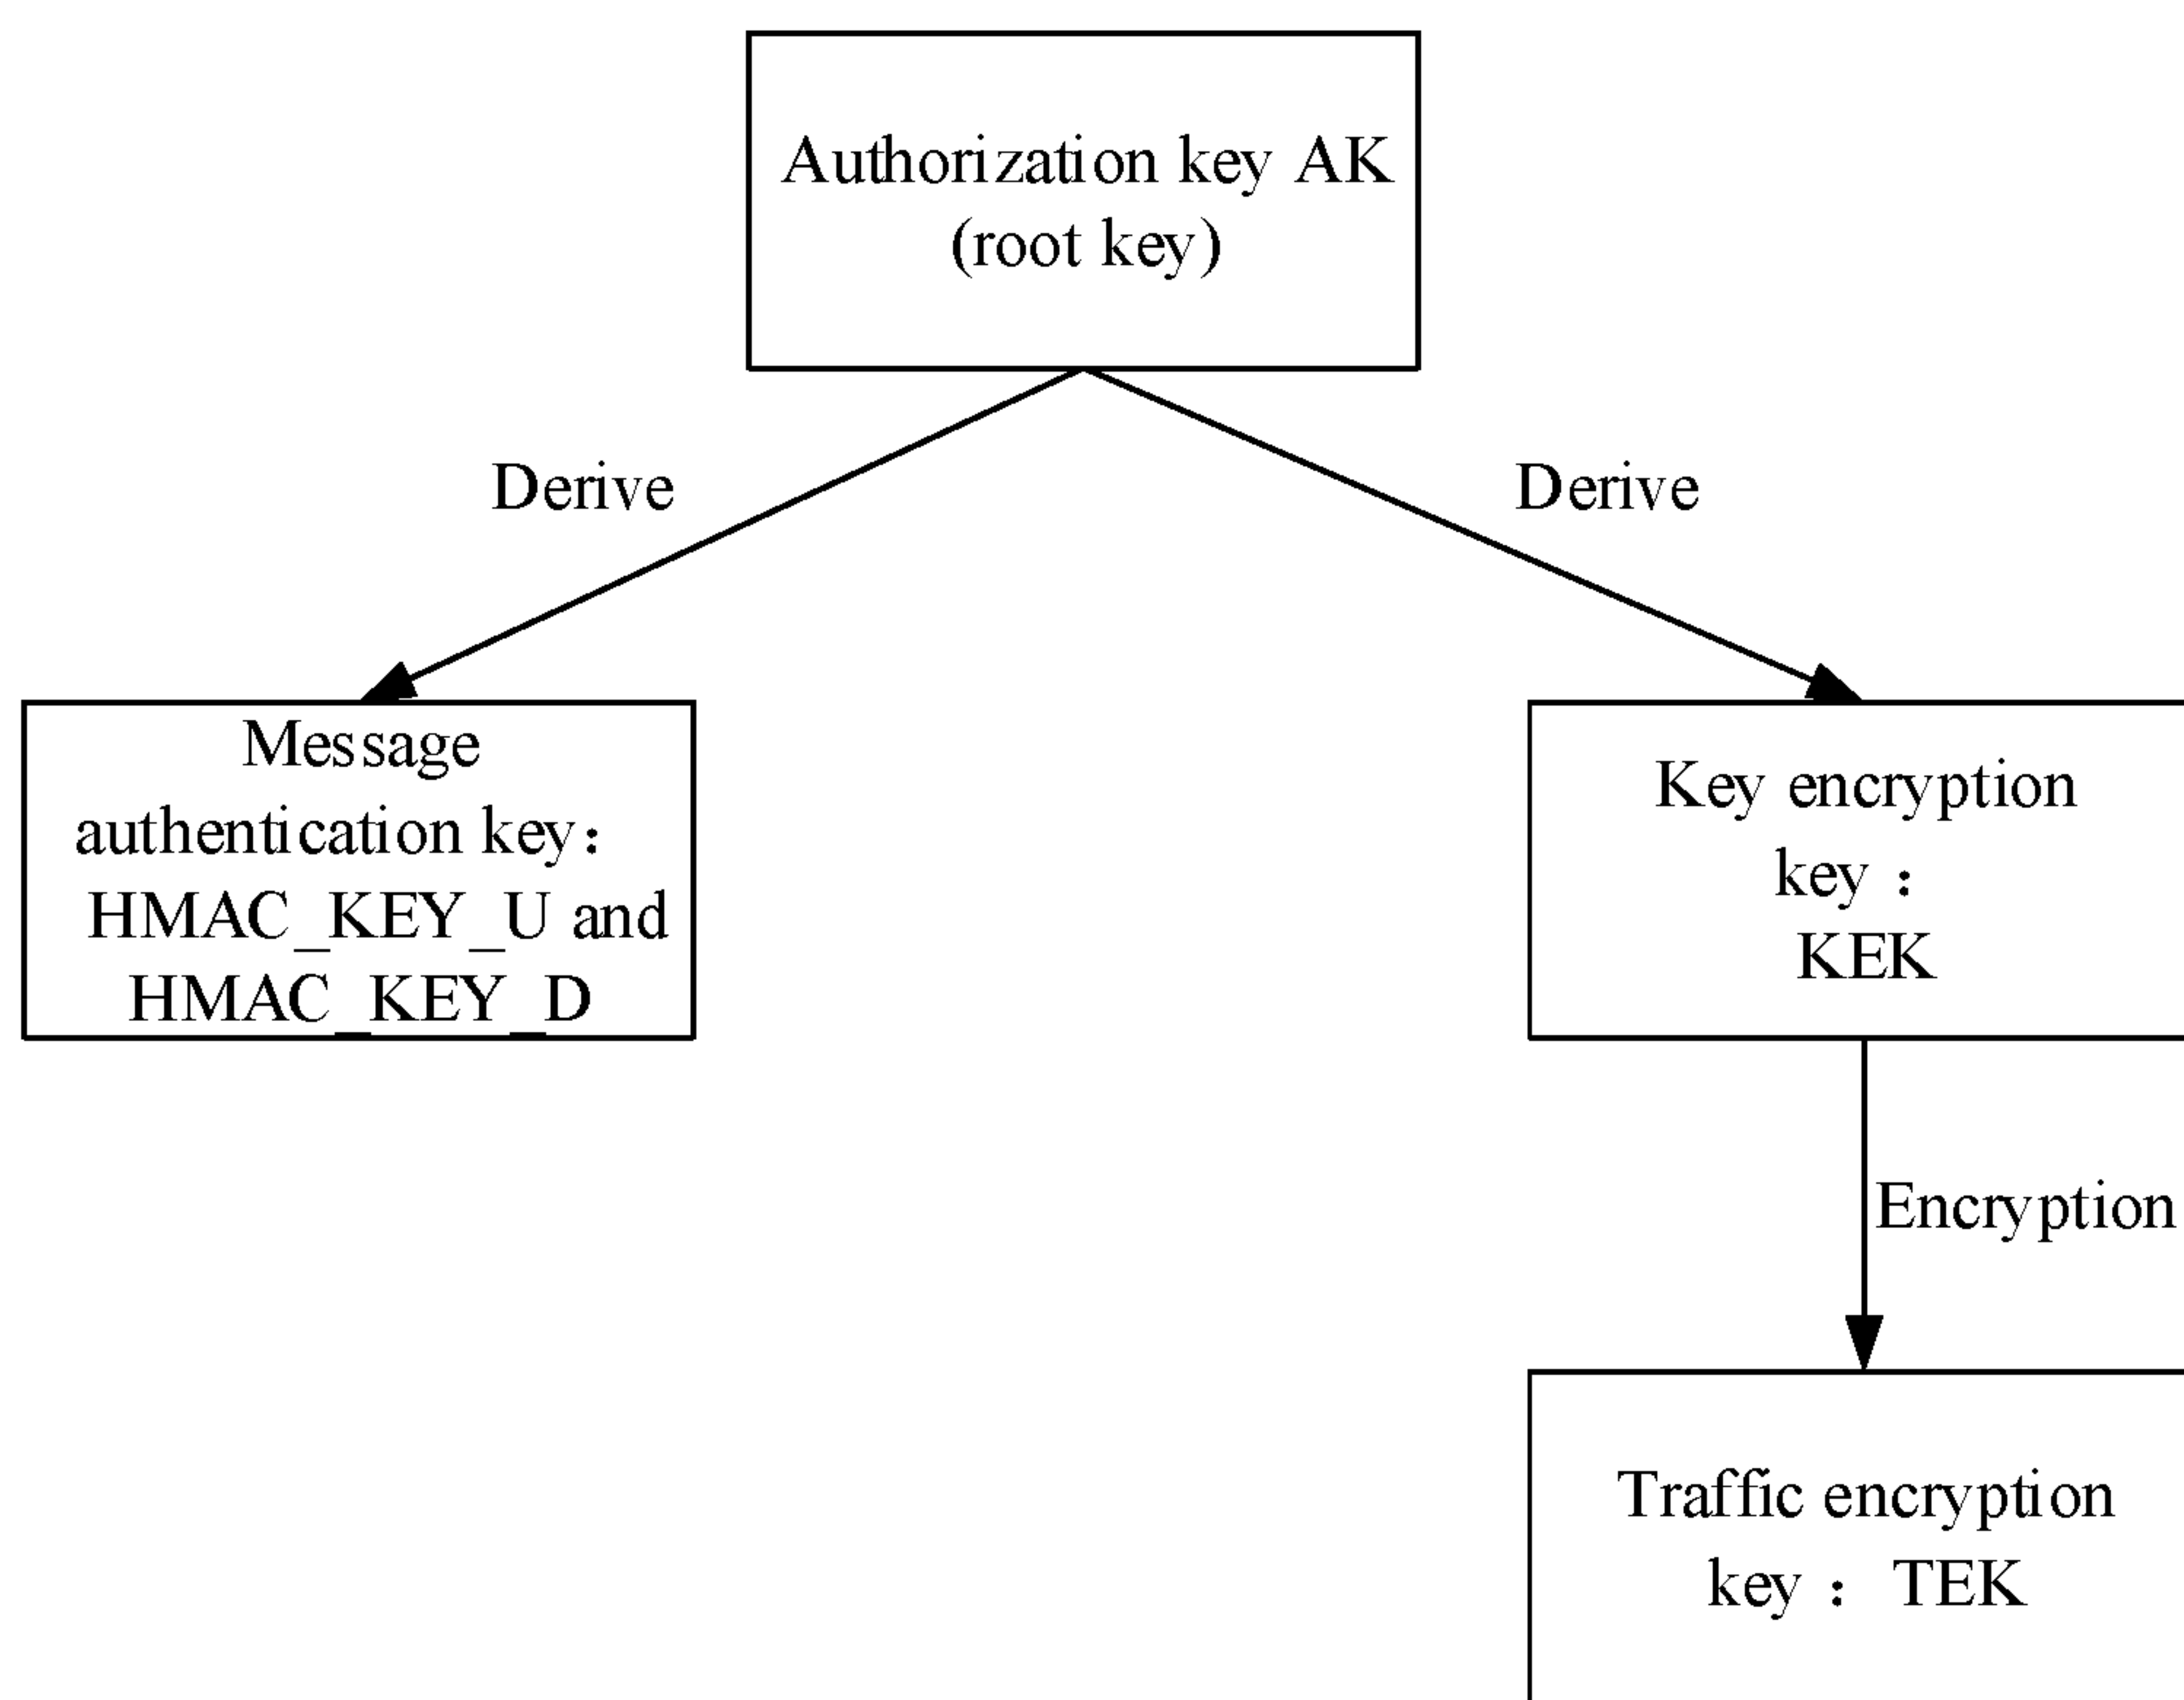 Authorization key AK
(root key)
Derive
Derive
Message
authentication key:
HMAC_KEY_U and
HMAC_KEY_D
Key encryption
key :
KEK
Encryption
Traffic encryption
key : TEK